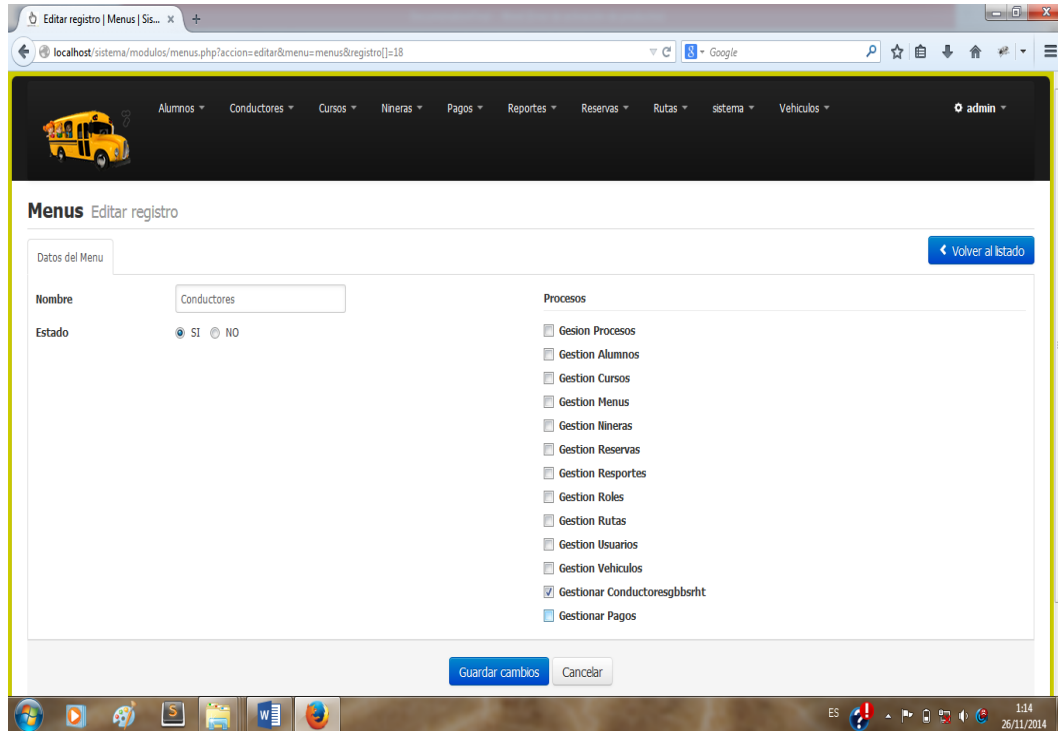 Editar registro | Menus | Sis...
localhost/sistema/modulos/menus.php?accion=editar&menu=menus&registro[]=18
Google
Alumnos Conductores Cursos Nineras Pagos Reportes Reservas Rutas sistema Vehiculos admin
Menus Editar registro
Volver al listado
Datos del Menu
Nombre Conductores
Estado SI NO
Procesos
Gesion Procesos
Gestion Alumnos
Gestion Cursos
Gestion Menus
Gestion Nineras
Gestion Reservas
Gestion Resportes
Gestion Roles
Gestion Rutas
Gestion Usuarios
Gestion Vehiculos
Gestionar Conductoresgbbsrht
Gestionar Pagos
Guardar cambios Cancelar
ES
1:14
26/11/2014